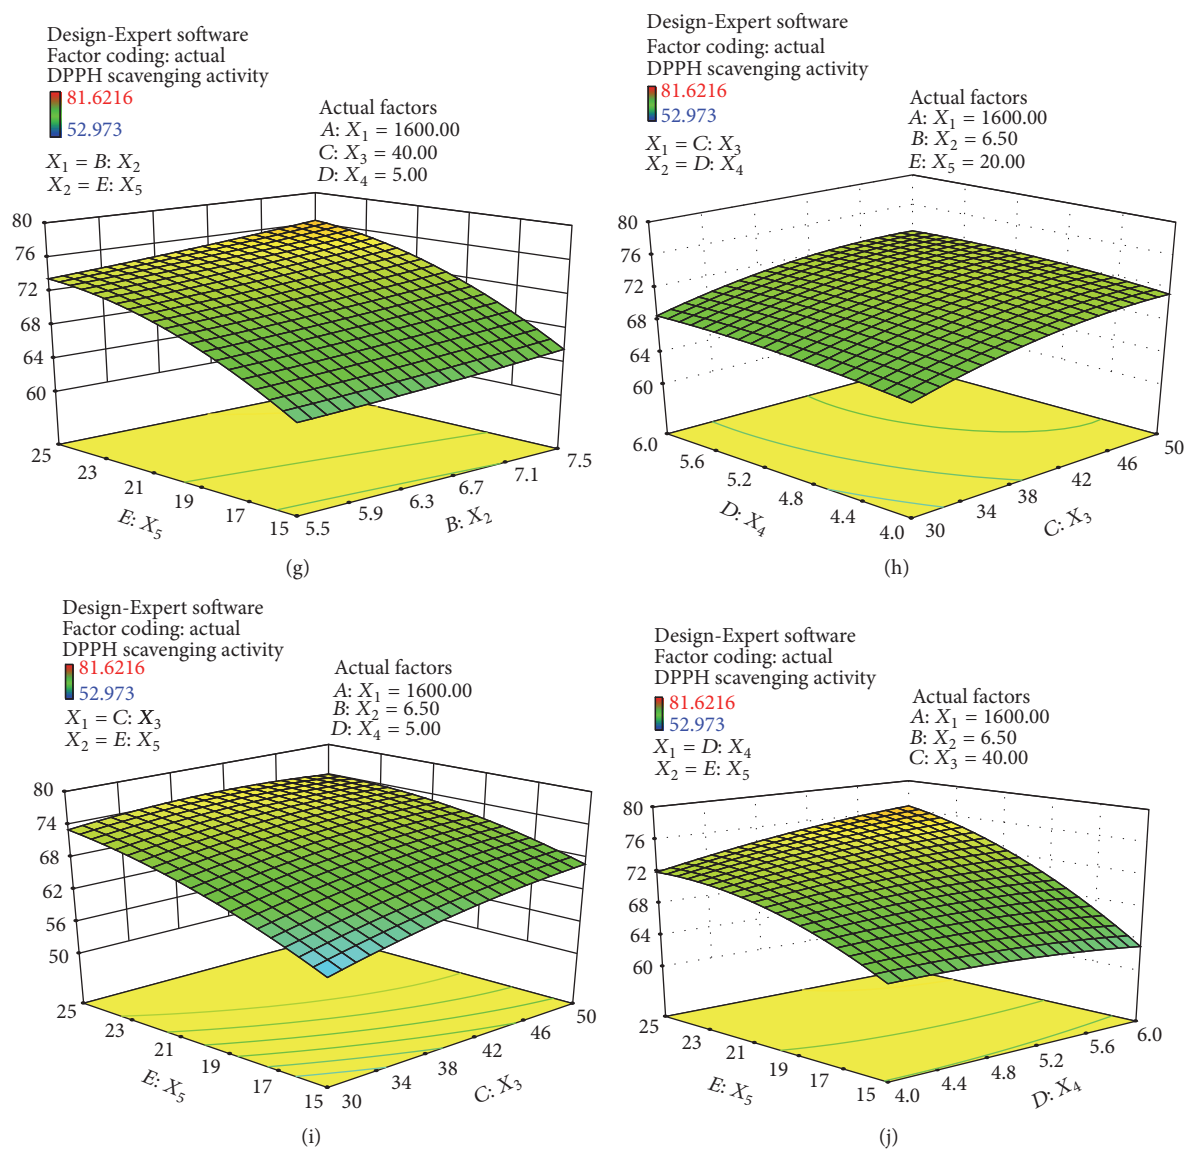 Design-Expert software
Factor coding: actual
DPPH scavenging activity
81.6216
52.973
X1 = B: X2
X2 = E: X5
Actual factors
A: X1 = 1600.00
C: X3 = 40.00
D: X4 = 5.00
80
76
72
68
64
60
25
23
21
19
17
15
E: X5
5.5
5.9
6.3
6.7
7.1
7.5
B: X2
(g)
Design-Expert software
Factor coding: actual
DPPH scavenging activity
81.6216
52.973
X1 = C: X3
X2 = D: X4
Actual factors
A: X1 = 1600.00
B: X2 = 6.50
E: X5 = 20.00
80
76
72
68
64
60
6.0
5.6
5.2
4.8
4.4
4.0
D: X4
30
34
38
42
46
50
C: X3
(h)
Design-Expert software
Factor coding: actual
DPPH scavenging activity
81.6216
52.973
X1 = C: X3
X2 = E: X5
Actual factors
A: X1 = 1600.00
B: X2 = 6.50
D: X4 = 5.00
80
74
68
62
56
50
25
23
21
19
17
15
E: X5
30
34
38
42
46
50
C: X3
(i)
Design-Expert software
Factor coding: actual
DPPH scavenging activity
81.6216
52.973
X1 = D: X4
X2 = E: X5
Actual factors
A: X1 = 1600.00
B: X2 = 6.50
C: X3 = 40.00
80
76
72
68
64
60
25
23
21
19
17
15
E: X5
4.0
4.4
4.8
5.2
5.6
6.0
D: X4
(j)